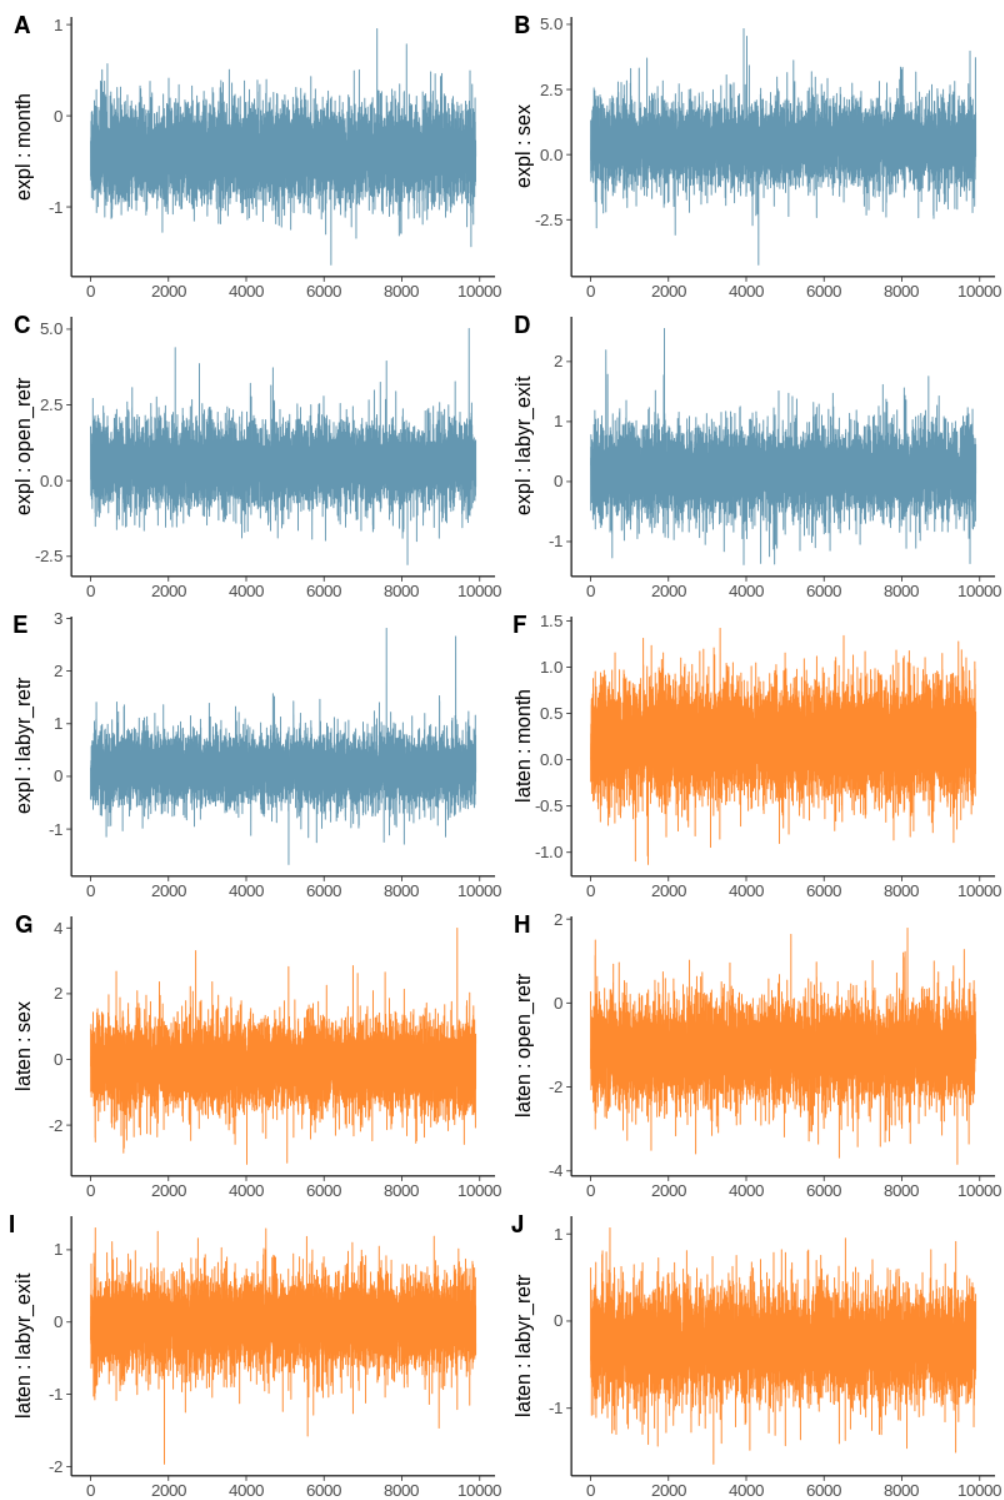 A
expl : month
1
0
-1
0 2000 4000 6000 8000 10000
B
expl : sex
5.0
2.5
0.0
-2.5
0 2000 4000 6000 8000 10000
C
expl : open_retr
5.0
2.5
0.0
-2.5
0 2000 4000 6000 8000 10000
D
expl : labyr_exit
2
1
0
-1
0 2000 4000 6000 8000 10000
E
expl : labyr_retr
3
2
1
0
-1
0 2000 4000 6000 8000 10000
F
laten : month
1.5
1.0
0.5
0.0
-0.5
-1.0
0 2000 4000 6000 8000 10000
G
laten : sex
4
2
0
-2
0 2000 4000 6000 8000 10000
H
laten : open_retr
2
0
-2
-4
0 2000 4000 6000 8000 10000
I
laten : labyr_exit
1
0
-1
-2
0 2000 4000 6000 8000 10000
J
laten : labyr_retr
1
0
-1
0 2000 4000 6000 8000 10000